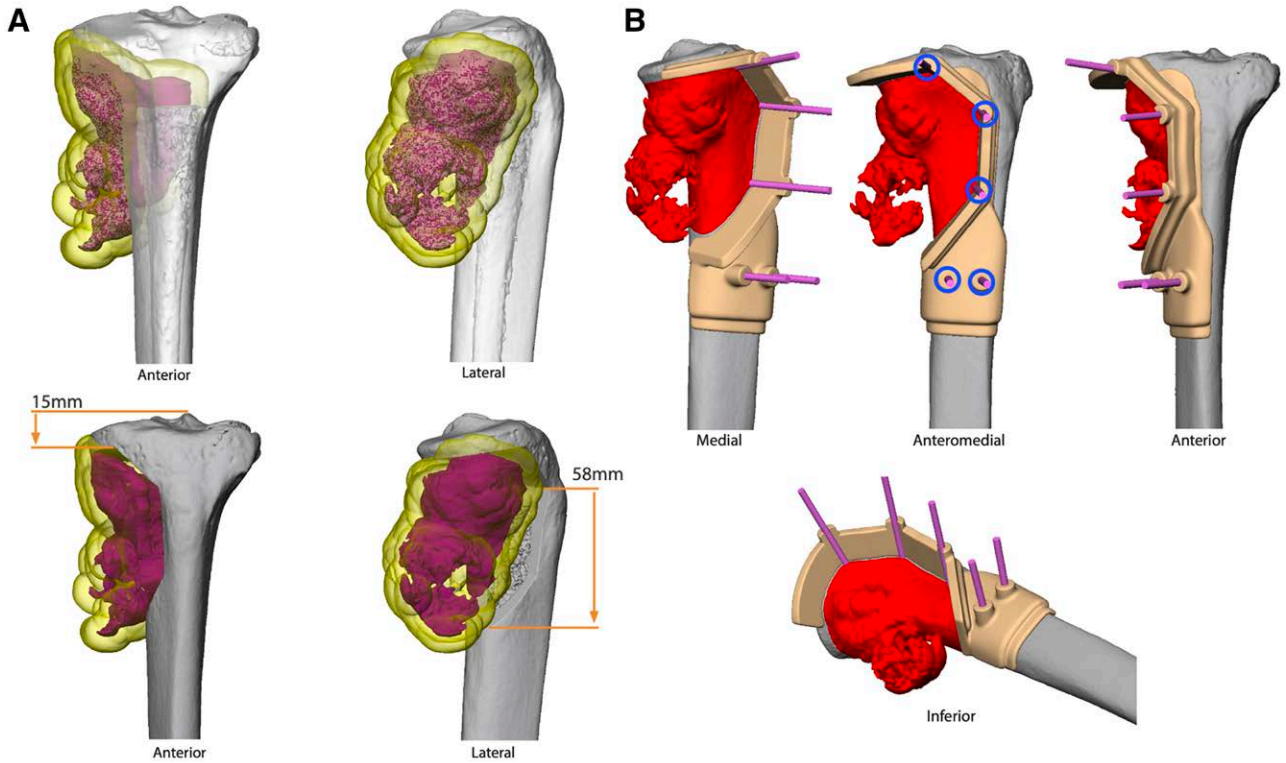 A
B
Anterior
Lateral
Medial
Anteromedial
Anterior
15mm
58mm
Anterior
Lateral
Inferior